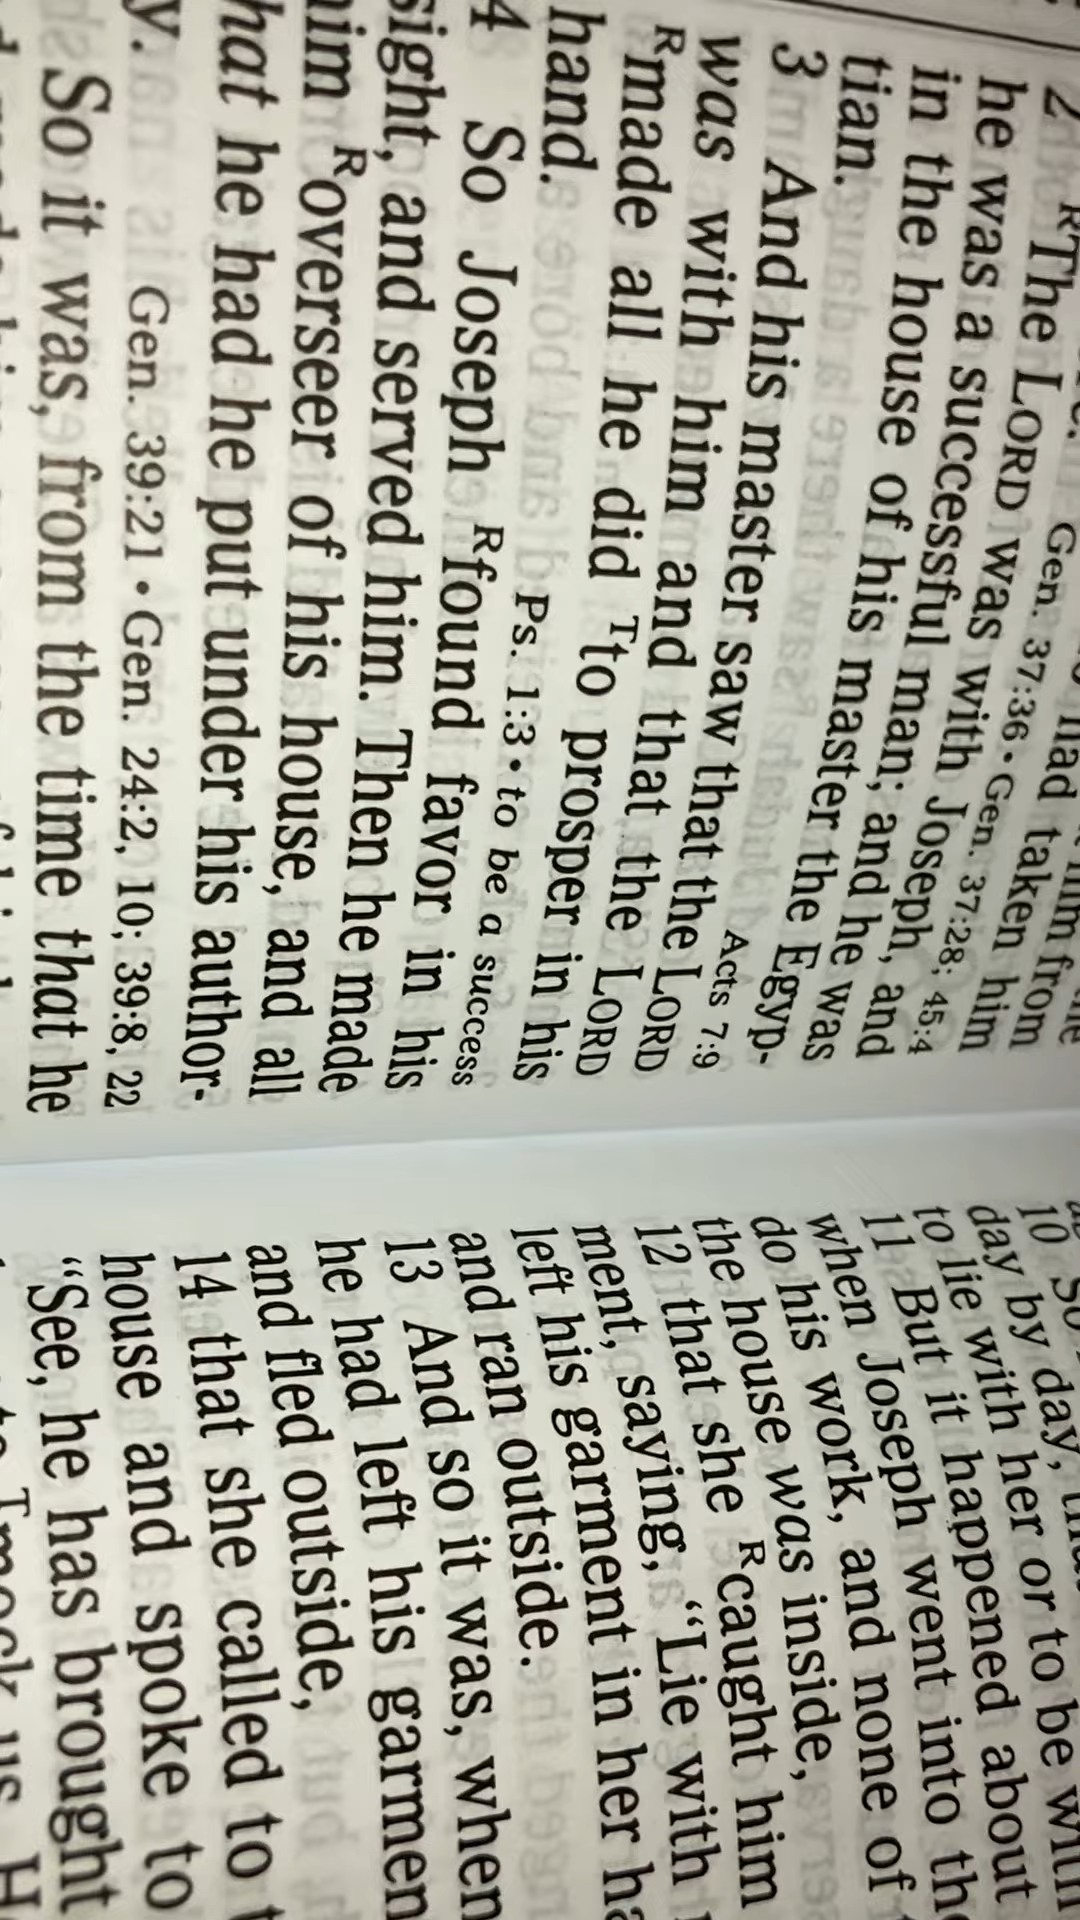 him from
had taken him
Gen. 37:36 • Gen. 37:28; 45:4
2 ᴿThe LORD was with Joseph, and
he was a successful man; and he was
in the house of his master the Egyp-
tian. Acts 7:9
3 And his master saw that the LORD
was with him and that the LORD
ᴿmade all he did ᵀto prosper in his
hand. Ps. 1:3 • to be a success
4 So Joseph ᴿfound favor in his
sight, and served him. Then he made
him ᴿoverseer of his house, and all
that he had he put under his author-
y. Gen. 39:21 • Gen. 24:2, 10; 39:8, 22
So it was, from the time that he
10 So
day by day,
to lie with her or to be with
11 But it happened about
when Joseph went into the
do his work, and none of
the house was inside,
12 that she ᴿcaught him
ment, saying, “Lie with
left his garment in her
and ran outside.
13 And so it was, when
he had left his garmen
and fled outside,
14 that she called to
house and spoke to
“See, he has brought
ᵀmock us. H